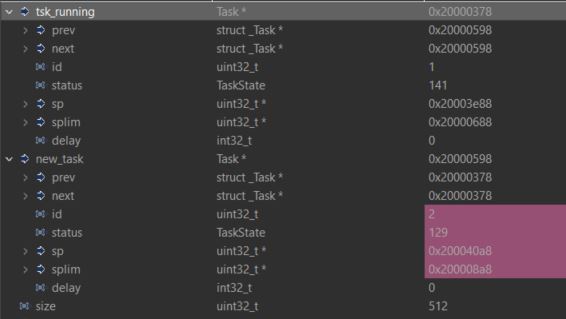 tsk_running Task * 0x20000378
prev struct _Task * 0x20000598
next struct _Task * 0x20000598
id uint32_t 1
status TaskState 141
sp uint32_t * 0x20003e88
splim uint32_t * 0x20000688
delay int32_t 0
new_task Task * 0x20000598
prev struct _Task * 0x20000378
next struct _Task * 0x20000378
id uint32_t 2
status TaskState 129
sp uint32_t * 0x200040a8
splim uint32_t * 0x200008a8
delay int32_t 0
size uint32_t 512